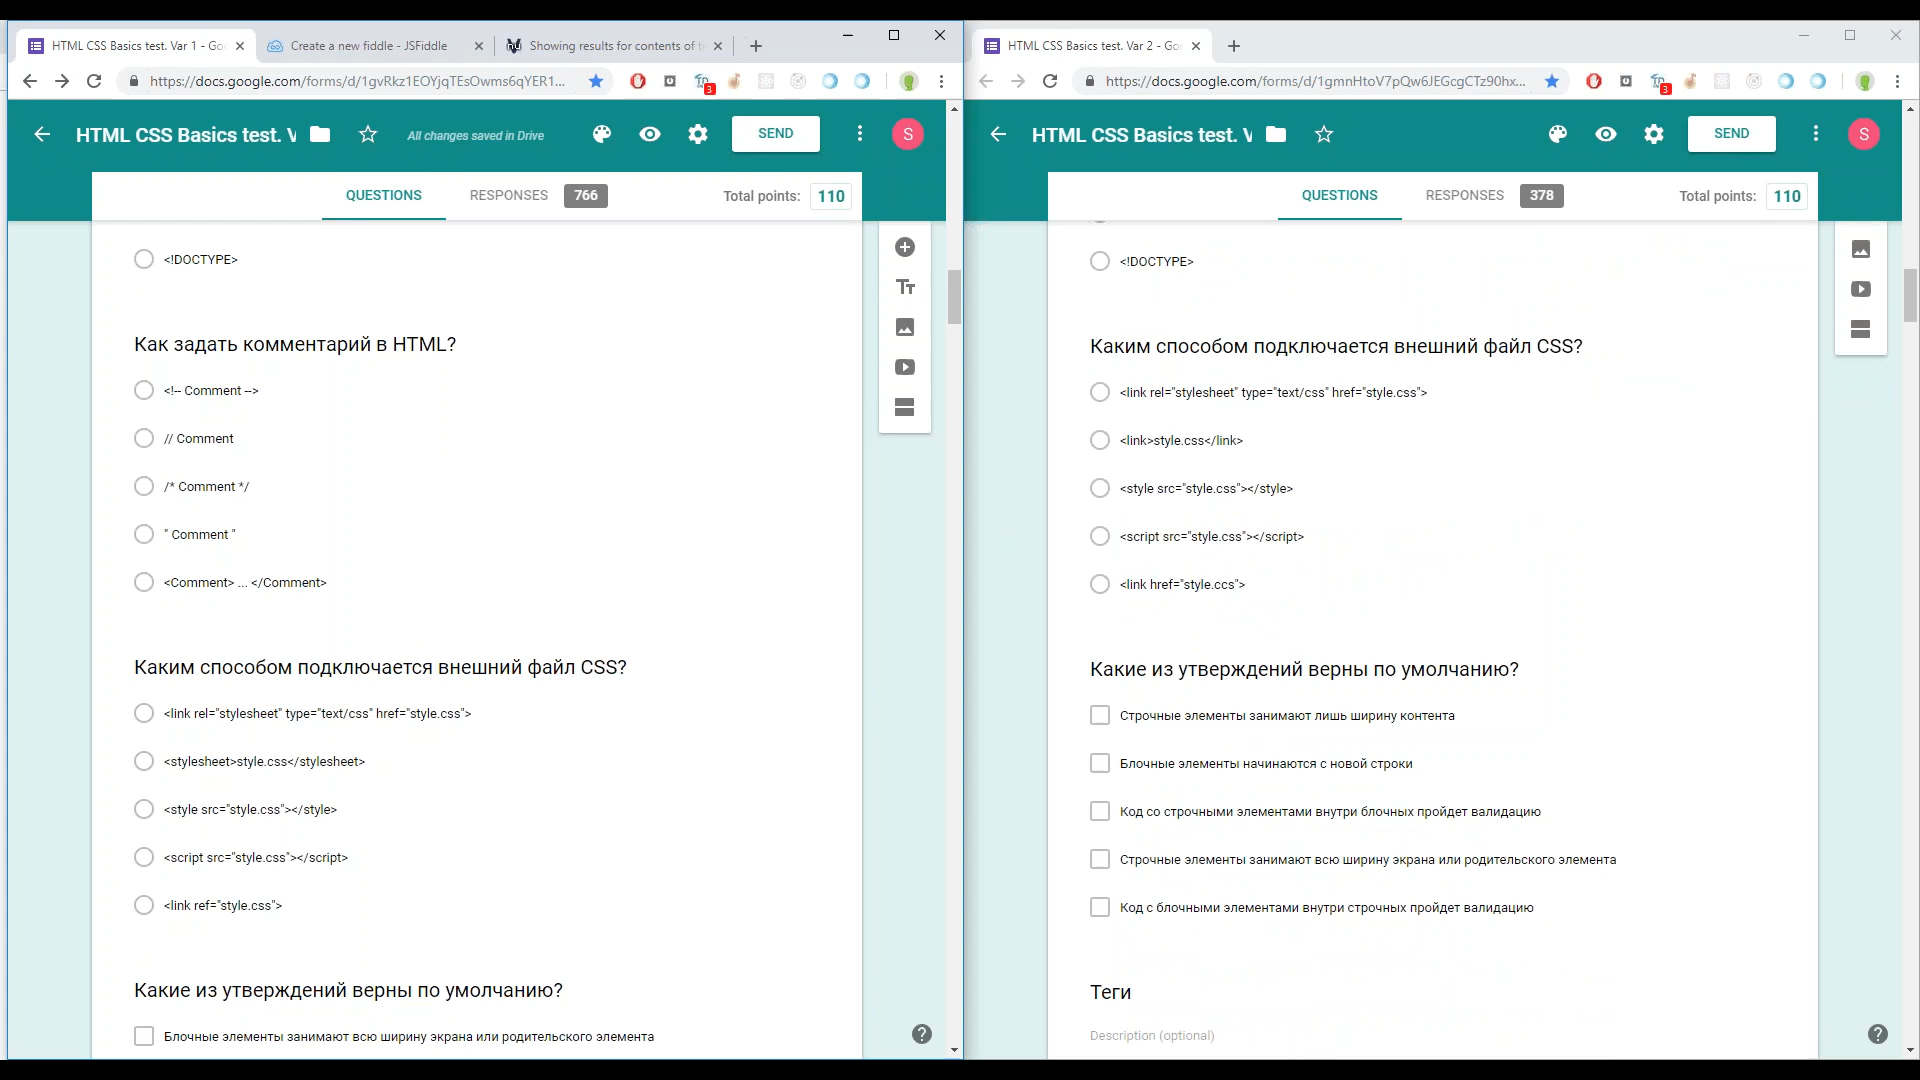 HTML CSS Basics test. Var 1 - Goo
Create a new fiddle - JSFiddle
Showing results for contents of t
https://docs.google.com/forms/d/1gvRkz1EOYjqTEsOwms6qYER1...
3
HTML CSS Basics test. V
All changes saved in Drive
SEND
S
QUESTIONS
RESPONSES
766
Total points:
110
<!DOCTYPE>
Как задать комментарий в HTML?
<!-- Comment -->
// Comment
/* Comment */
" Comment "
<Comment> ... </Comment>
Каким способом подключается внешний файл CSS?
<link rel="stylesheet" type="text/css" href="style.css">
<stylesheet>style.css</stylesheet>
<style src="style.css"></style>
<script src="style.css"></script>
<link ref="style.css">
Какие из утверждений верны по умолчанию?
Блочные элементы занимают всю ширину экрана или родительского элемента
HTML CSS Basics test. Var 2 - Goo
https://docs.google.com/forms/d/1gmnHtoV7pQw6JEGcgCTz90hx...
3
HTML CSS Basics test. V
SEND
S
QUESTIONS
RESPONSES
378
Total points:
110
<!DOCTYPE>
Каким способом подключается внешний файл CSS?
<link rel="stylesheet" type="text/css" href="style.css">
<link>style.css</link>
<style src="style.css"></style>
<script src="style.css"></script>
<link href="style.ccs">
Какие из утверждений верны по умолчанию?
Строчные элементы занимают лишь ширину контента
Блочные элементы начинаются с новой строки
Код со строчными элементами внутри блочных пройдет валидацию
Строчные элементы занимают всю ширину экрана или родительского элемента
Код с блочными элементами внутри строчных пройдет валидацию
Теги
Description (optional)